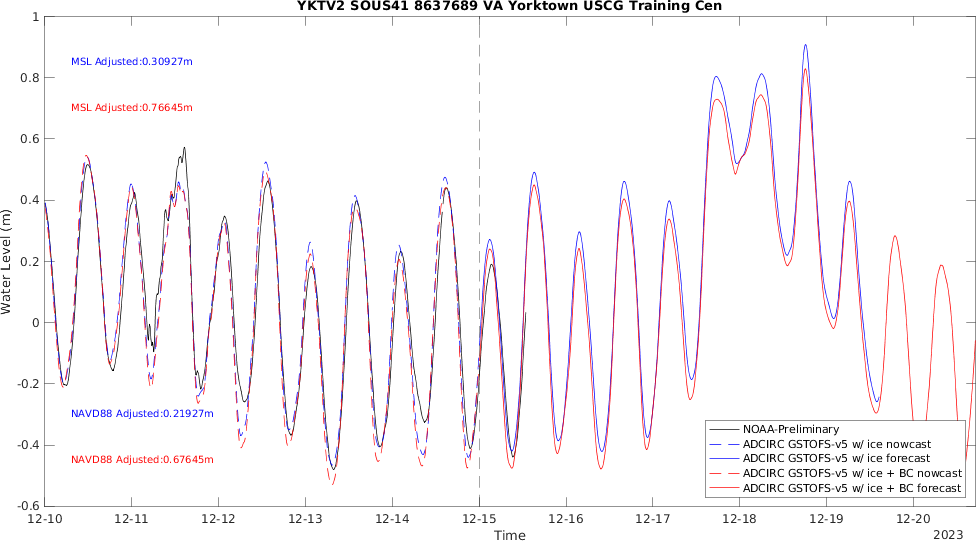 YKTV2 SOUS41 8637689 VA Yorktown USCG Training Cen
1
0.8
0.6
0.4
0.2
0
-0.2
-0.4
-0.6
Water Level (m)
MSL Adjusted:0.30927m
MSL Adjusted:0.76645m
NAVD88 Adjusted:0.21927m
NAVD88 Adjusted:0.67645m
NOAA-Preliminary
ADCIRC GSTOFS-v5 w/ ice nowcast
ADCIRC GSTOFS-v5 w/ ice forecast
ADCIRC GSTOFS-v5 w/ ice + BC nowcast
ADCIRC GSTOFS-v5 w/ ice + BC forecast
12-10 12-11 12-12 12-13 12-14 12-15 12-16 12-17 12-18 12-19 12-20
Time
2023